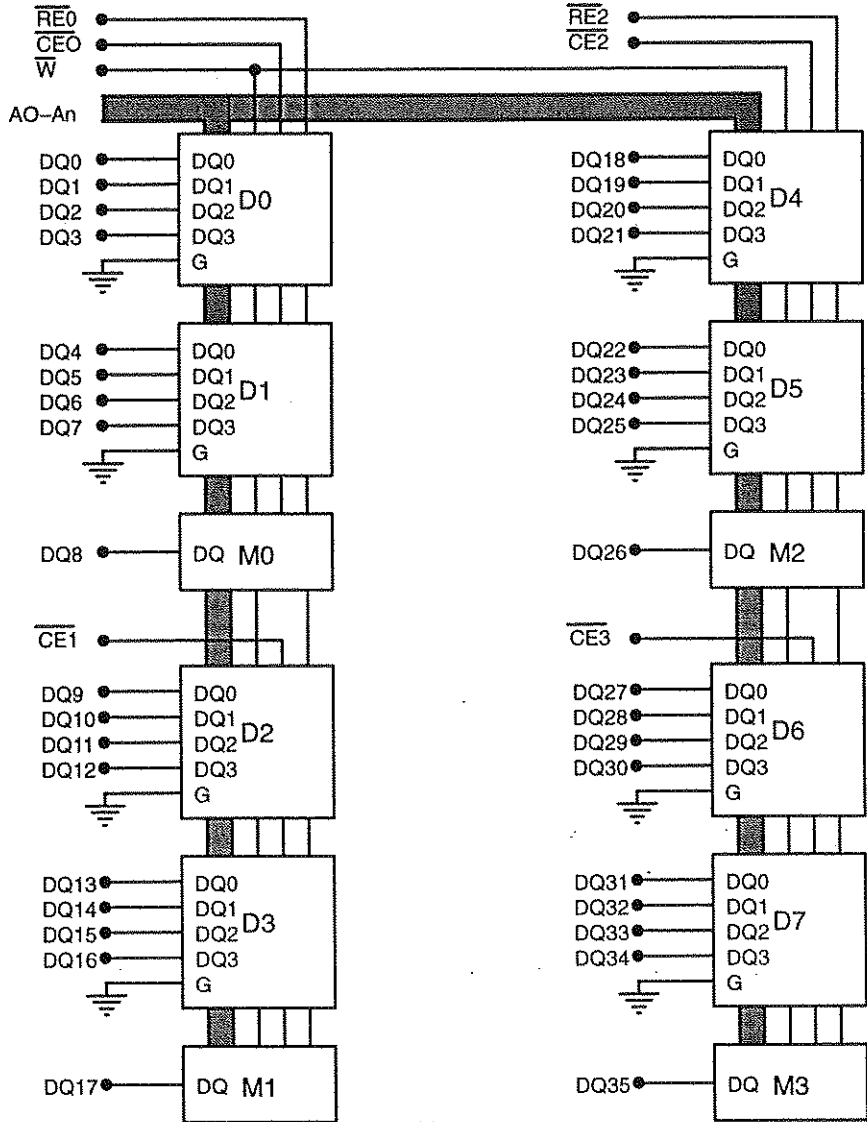 RE0
CE0
W
A0–An
DQ0
DQ1
DQ2
DQ3
DQ0
DQ1
DQ2
DQ3
G
D0
DQ4
DQ5
DQ6
DQ7
DQ0
DQ1
DQ2
DQ3
G
D1
DQ8
DQ M0
CE1
DQ9
DQ10
DQ11
DQ12
DQ0
DQ1
DQ2
DQ3
G
D2
DQ13
DQ14
DQ15
DQ16
DQ0
DQ1
DQ2
DQ3
G
D3
DQ17
DQ M1
RE2
CE2
DQ18
DQ19
DQ20
DQ21
DQ0
DQ1
DQ2
DQ3
G
D4
DQ22
DQ23
DQ24
DQ25
DQ0
DQ1
DQ2
DQ3
G
D5
DQ26
DQ M2
CE3
DQ27
DQ28
DQ29
DQ30
DQ0
DQ1
DQ2
DQ3
G
D6
DQ31
DQ32
DQ33
DQ34
DQ0
DQ1
DQ2
DQ3
G
D7
DQ35
DQ M3